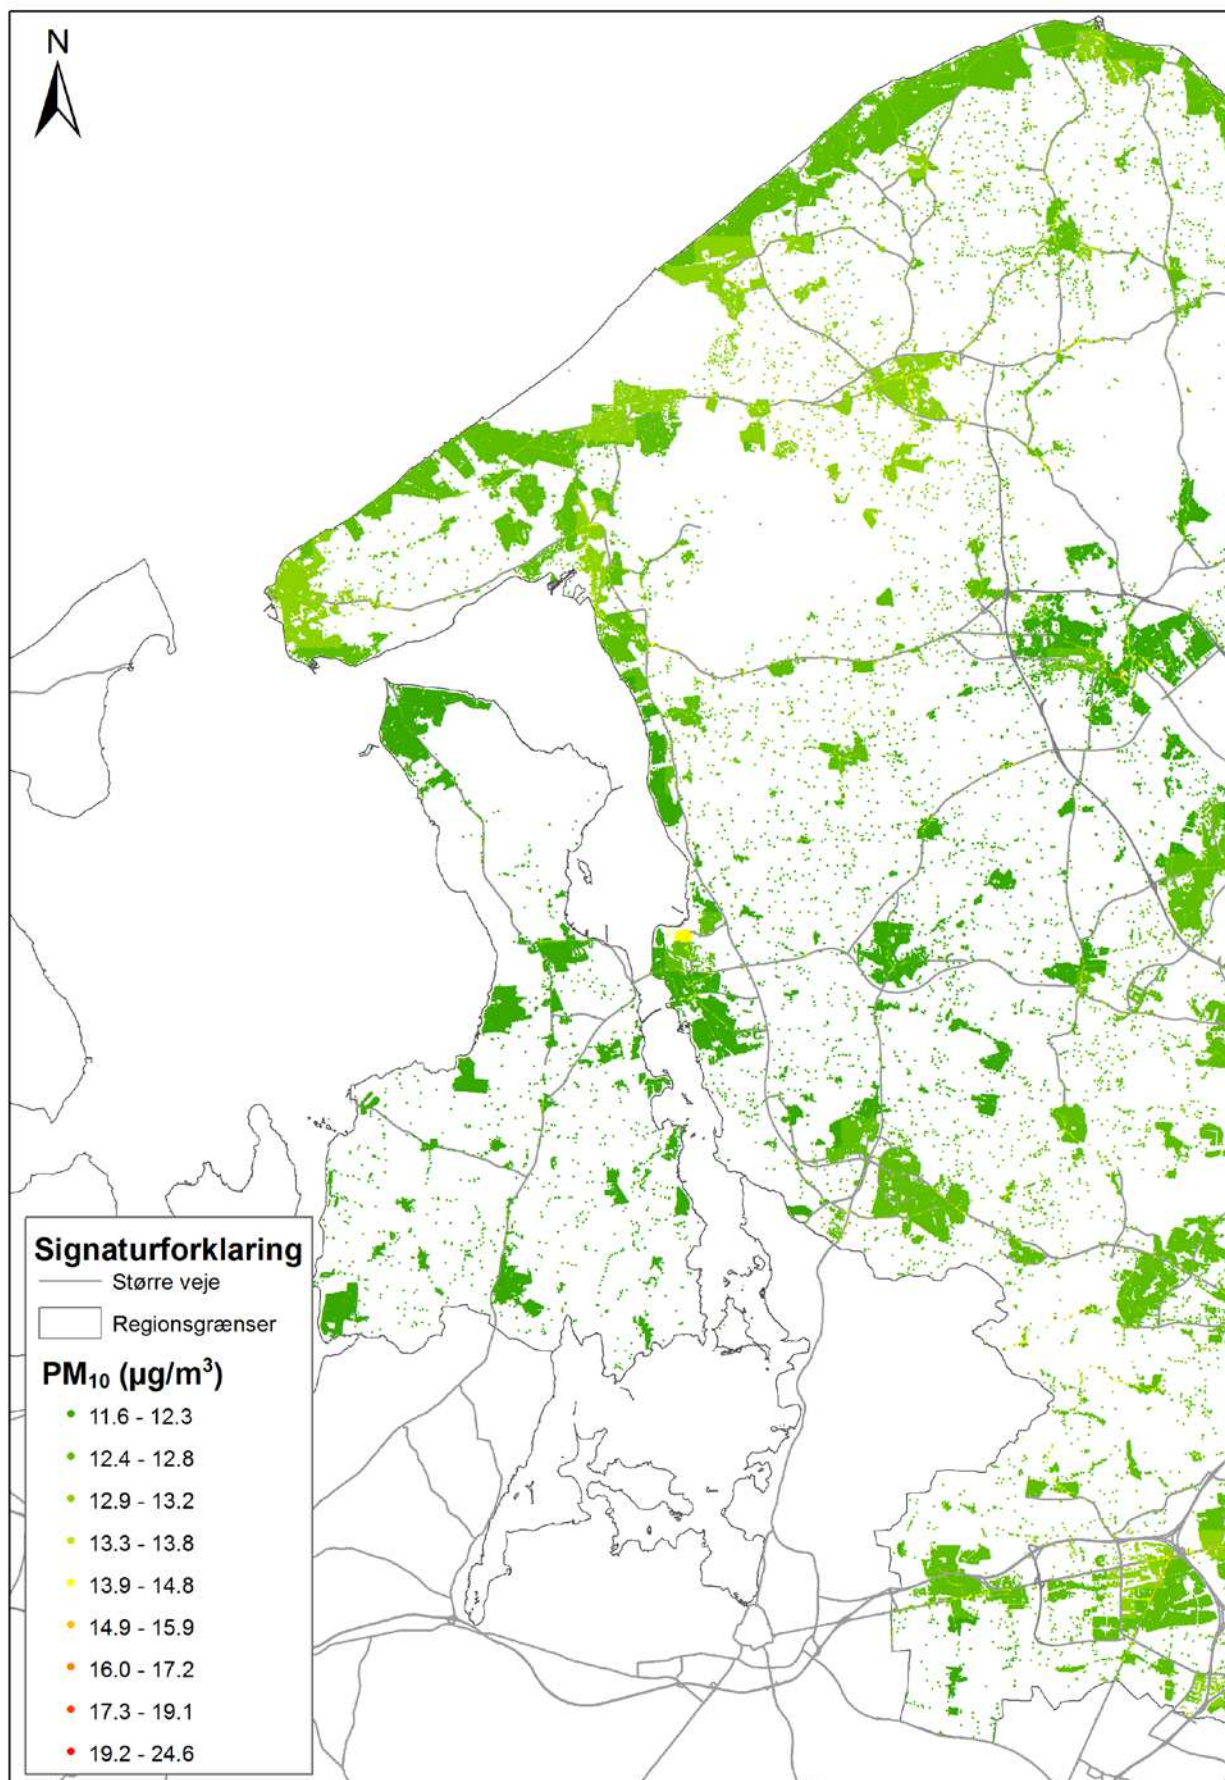 N
Signaturforklaring
Større veje
Regionsgrænser
PM₁₀ (µg/m³)
11.6 - 12.3
12.4 - 12.8
12.9 - 13.2
13.3 - 13.8
13.9 - 14.8
14.9 - 15.9
16.0 - 17.2
17.3 - 19.1
19.2 - 24.6